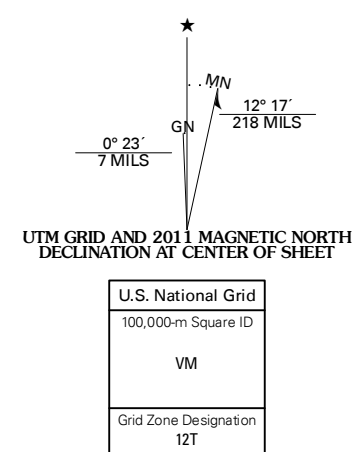 MN
12° 17´
218 MILS
GN
0° 23´
7 MILS
UTM GRID AND 2011 MAGNETIC NORTH
DECLINATION AT CENTER OF SHEET
U.S. National Grid
100,000-m Square ID
VM
Grid Zone Designation
12T